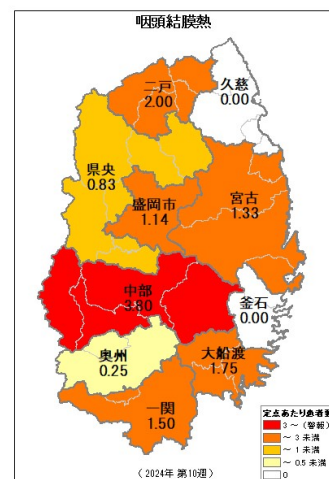 咽頭結膜熱
二戸
2.00
久慈
0.00
県央
0.83
盛岡市
1.14
宮古
1.33
中部
3.80
釜石
0.00
奥州
0.25
大船渡
1.75
一関
1.50
定点あたり患者数
3～（警報）
～ 3 未満
～ 1 未満
～ 0.5 未満
0
（ 2024年 第10週 ）